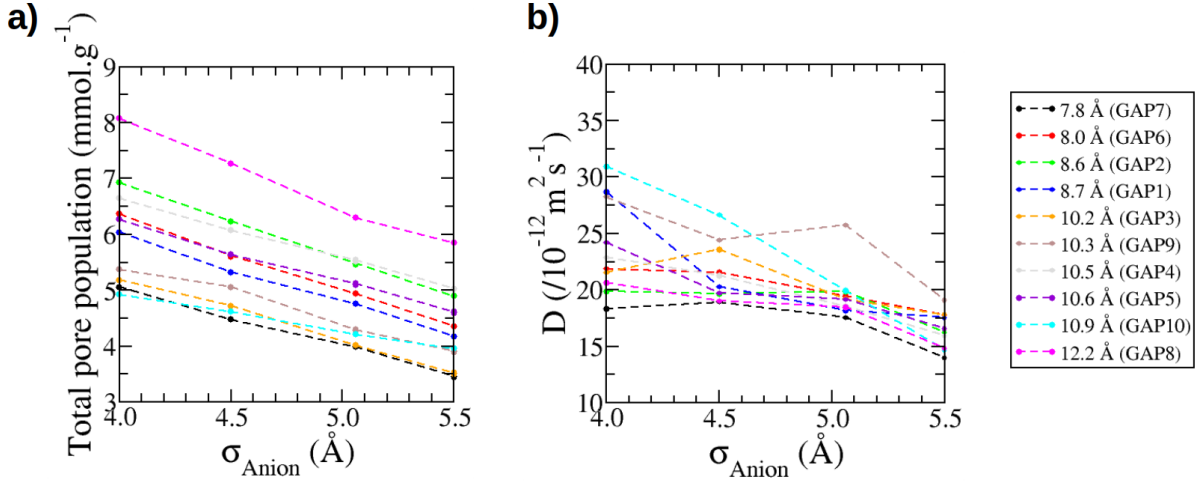 a)
Total pore population (mmol.g⁻¹)
9
8
7
6
5
4
3
4.0 4.5 5.0 5.5
σAnion (Å)
b)
D (/10⁻¹² m² s⁻¹)
40
35
30
25
20
15
10
4.0 4.5 5.0 5.5
σAnion (Å)
7.8 Å (GAP7)
8.0 Å (GAP6)
8.6 Å (GAP2)
8.7 Å (GAP1)
10.2 Å (GAP3)
10.3 Å (GAP9)
10.5 Å (GAP4)
10.6 Å (GAP5)
10.9 Å (GAP10)
12.2 Å (GAP8)